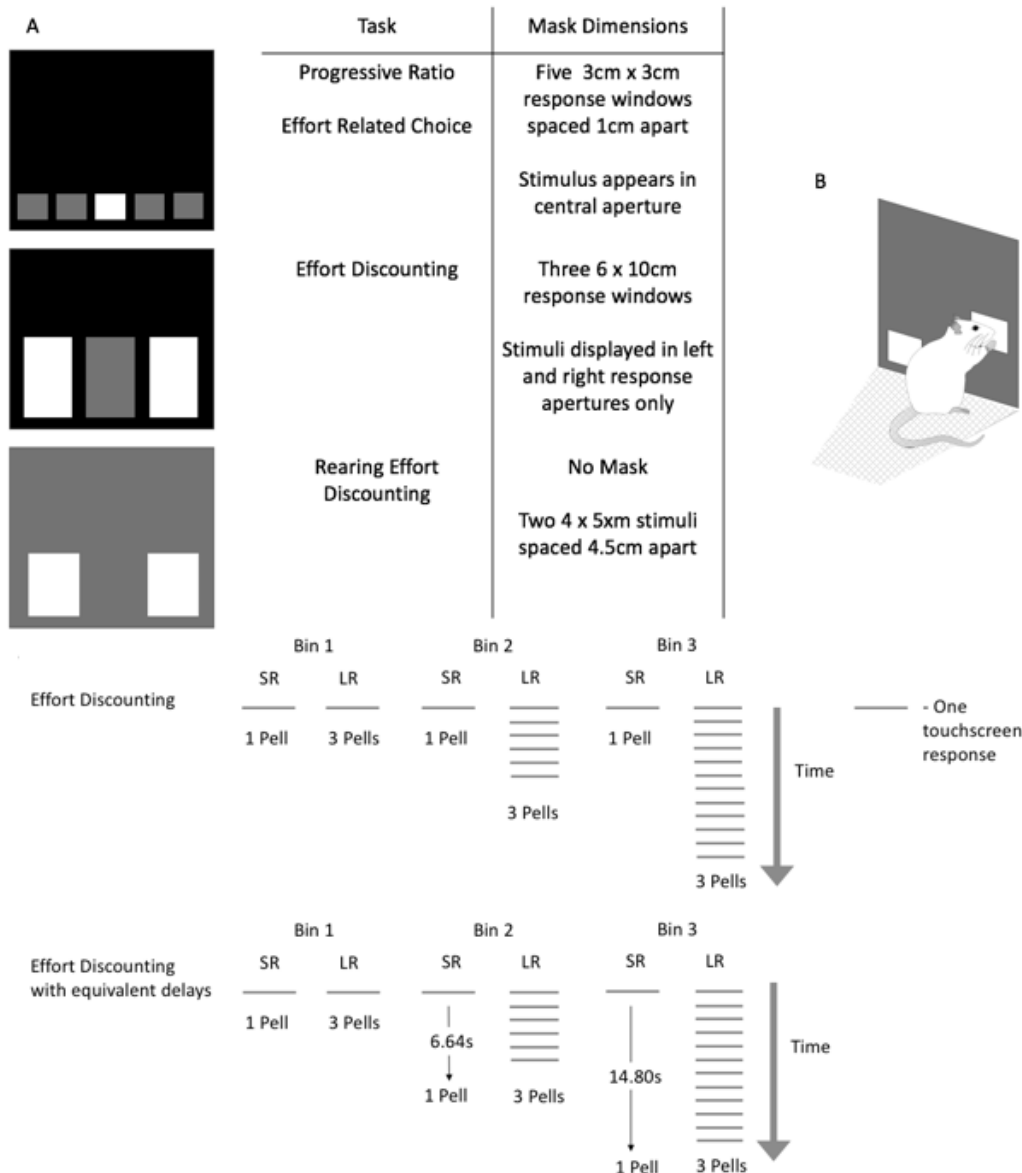 A
Task
Mask Dimensions
Progressive Ratio
Effort Related Choice
Five 3cm x 3cm
response windows
spaced 1cm apart
Stimulus appears in
central aperture
B
Effort Discounting
Three 6 x 10cm
response windows
Stimuli displayed in left
and right response
apertures only
Rearing Effort
Discounting
No Mask
Two 4 x 5xm stimuli
spaced 4.5cm apart
Bin 1
Bin 2
Bin 3
SR
LR
SR
LR
SR
LR
Effort Discounting
1 Pell
3 Pells
1 Pell
3 Pells
1 Pell
3 Pells
Time
- One
touchscreen
response
Bin 1
Bin 2
Bin 3
SR
LR
SR
LR
SR
LR
Effort Discounting
with equivalent delays
1 Pell
3 Pells
6.64s
1 Pell
3 Pells
14.80s
1 Pell
3 Pells
Time